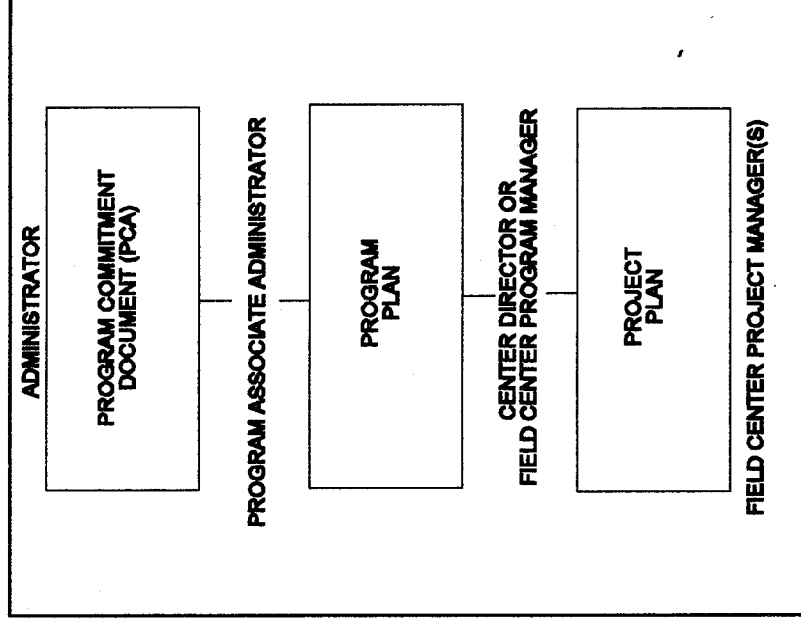 ADMINISTRATOR
PROGRAM COMMITMENT
DOCUMENT (PCA)
PROGRAM ASSOCIATE ADMINISTRATOR
PROGRAM
PLAN
CENTER DIRECTOR OR
FIELD CENTER PROGRAM MANAGER
PROJECT
PLAN
FIELD CENTER PROJECT MANAGER(S)